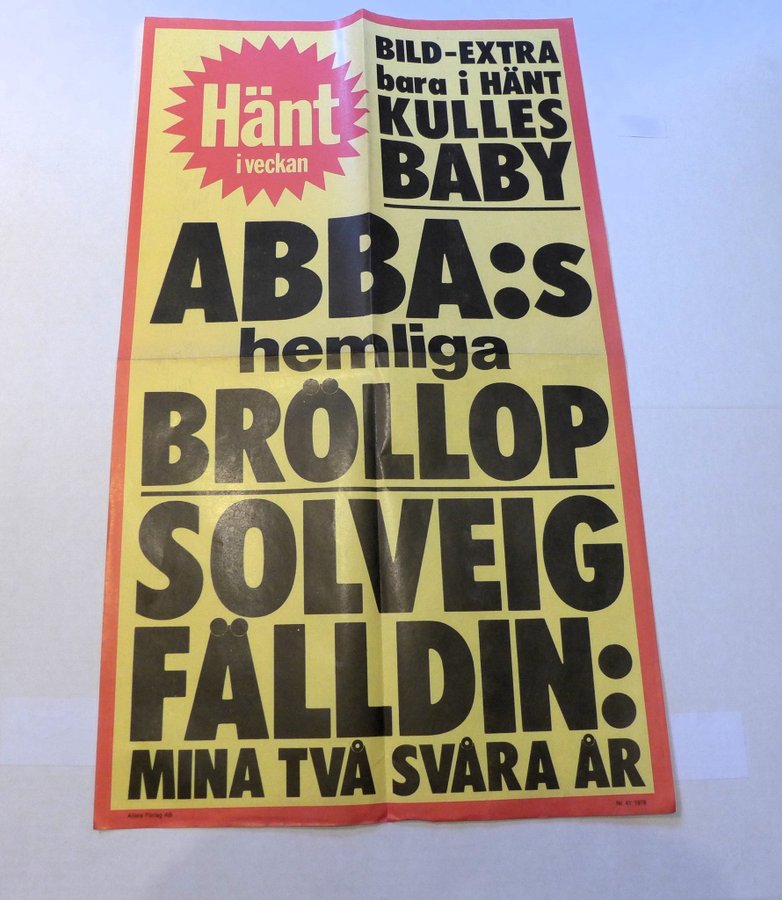 Hänt
i veckan
BILD-EXTRA
bara i HÄNT
KULLES
BABY
ABBA:s
hemliga
BRÖLLOP
SOLVEIG
FÄLLDIN:
MINA TVÅ SVÅRA ÅR
Allers Förlag AB
Nr. 41 1978